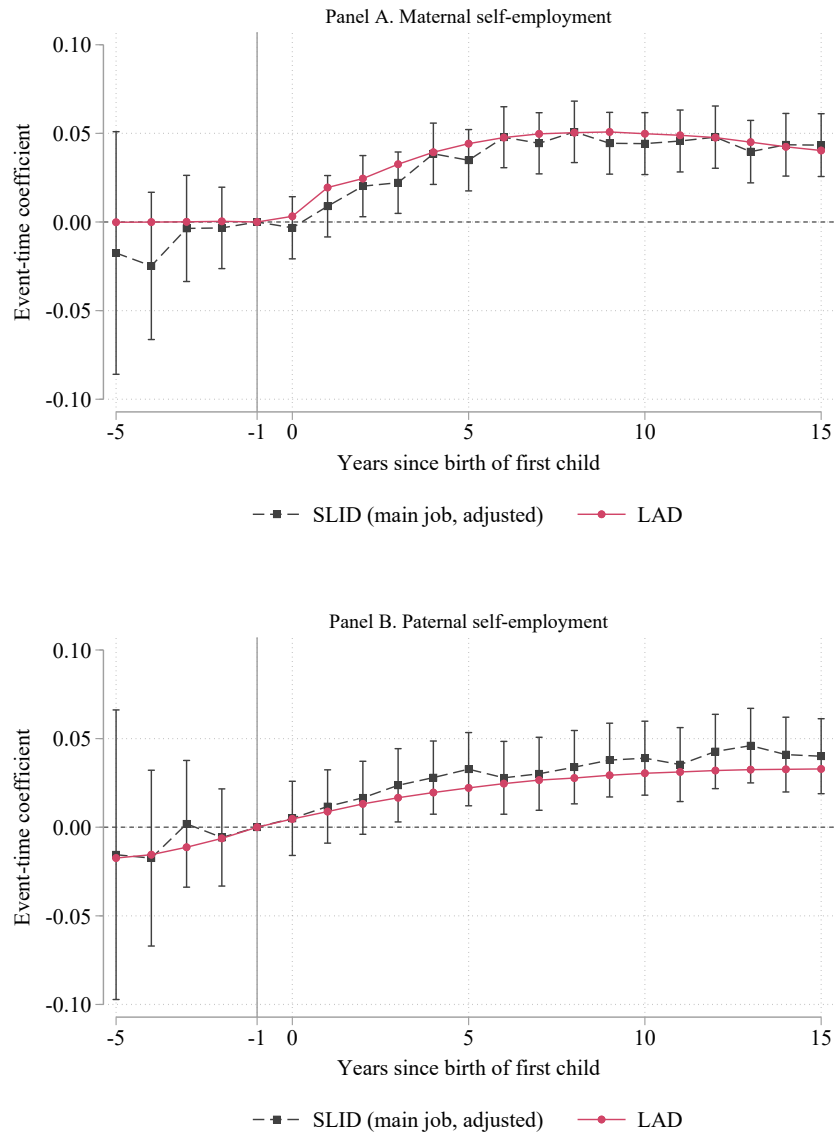 Panel A. Maternal self-employment
0.10
0.05
0.00
-0.05
-0.10
Event-time coefficient
-5 -1 0 5 10 15
Years since birth of first child
SLID (main job, adjusted) LAD
Panel B. Paternal self-employment
0.10
0.05
0.00
-0.05
-0.10
Event-time coefficient
-5 -1 0 5 10 15
Years since birth of first child
SLID (main job, adjusted) LAD